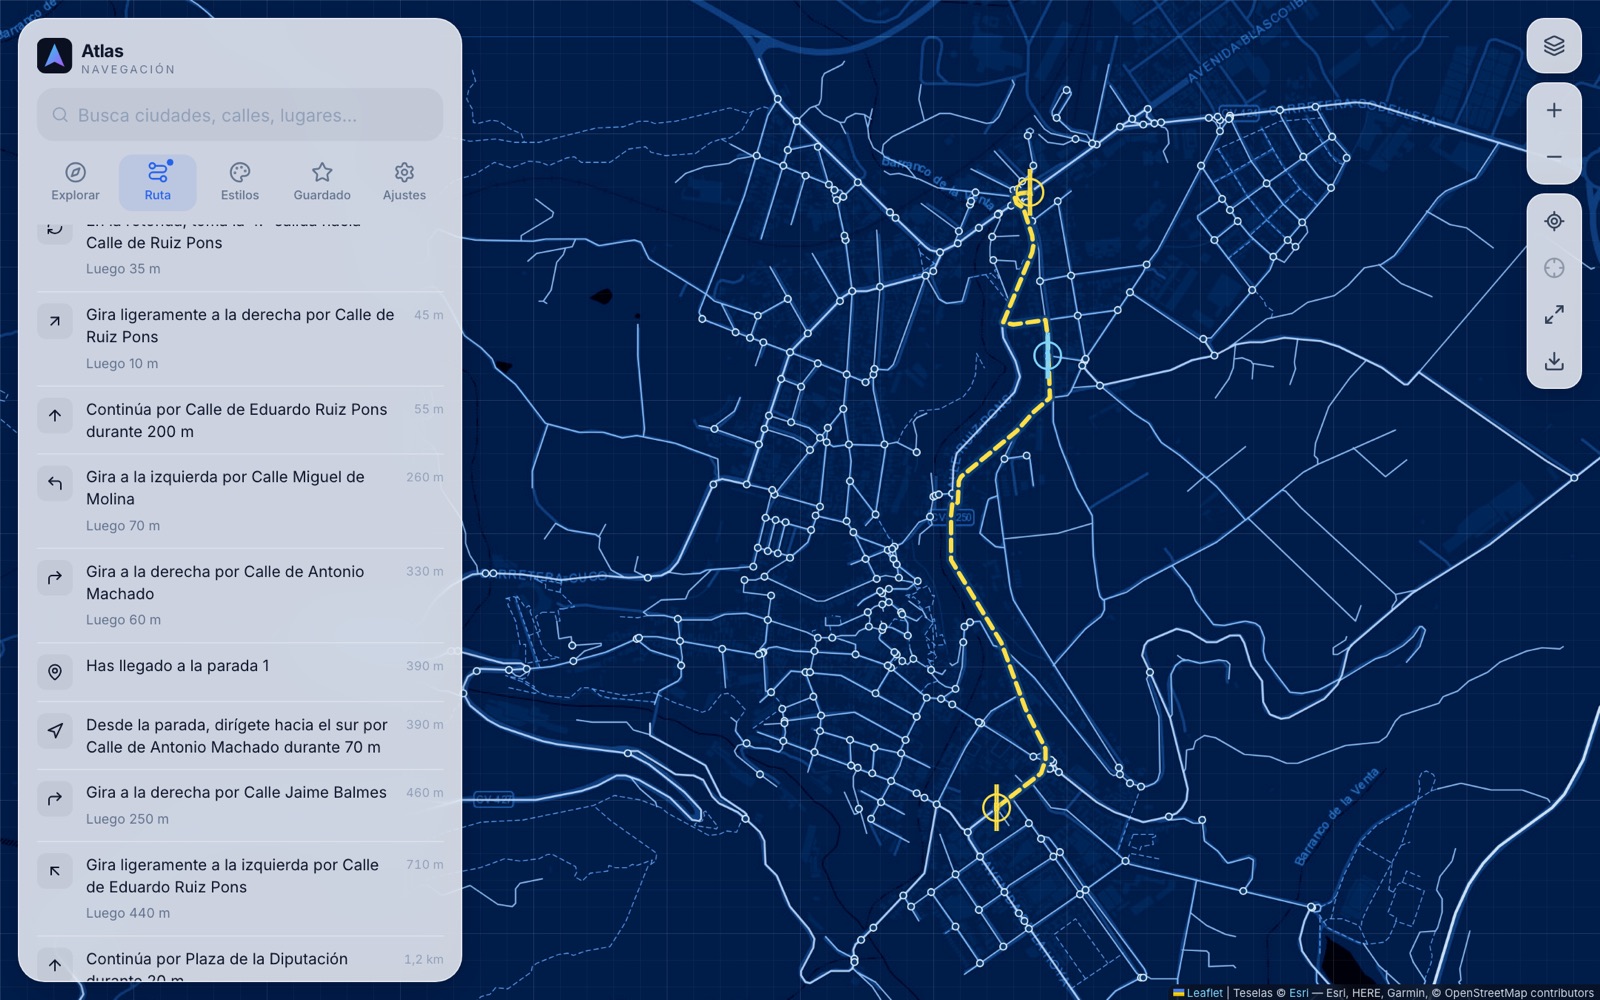 Atlas
NAVEGACIÓN
Busca ciudades, calles, lugares...
Explorar
Ruta
Estilos
Guardado
Ajustes
Calle de Ruiz Pons
Luego 35 m
Gira ligeramente a la derecha por Calle de
Ruiz Pons
45 m
Luego 10 m
Continúa por Calle de Eduardo Ruiz Pons
durante 200 m
55 m
Gira a la izquierda por Calle Miguel de
Molina
260 m
Luego 70 m
Gira a la derecha por Calle de Antonio
Machado
330 m
Luego 60 m
Has llegado a la parada 1
390 m
Desde la parada, dirígete hacia el sur por
Calle de Antonio Machado durante 70 m
390 m
Gira a la derecha por Calle Jaime Balmes
460 m
Luego 250 m
Gira ligeramente a la izquierda por Calle
de Eduardo Ruiz Pons
710 m
Luego 440 m
Continúa por Plaza de la Diputación
durante 20 m
1,2 km
Barranco de la Venta
AVENIDA BLASCO
Barranco de la Venta
Leaflet | Teselas © Esri — Esri, HERE, Garmin, © OpenStreetMap contributors